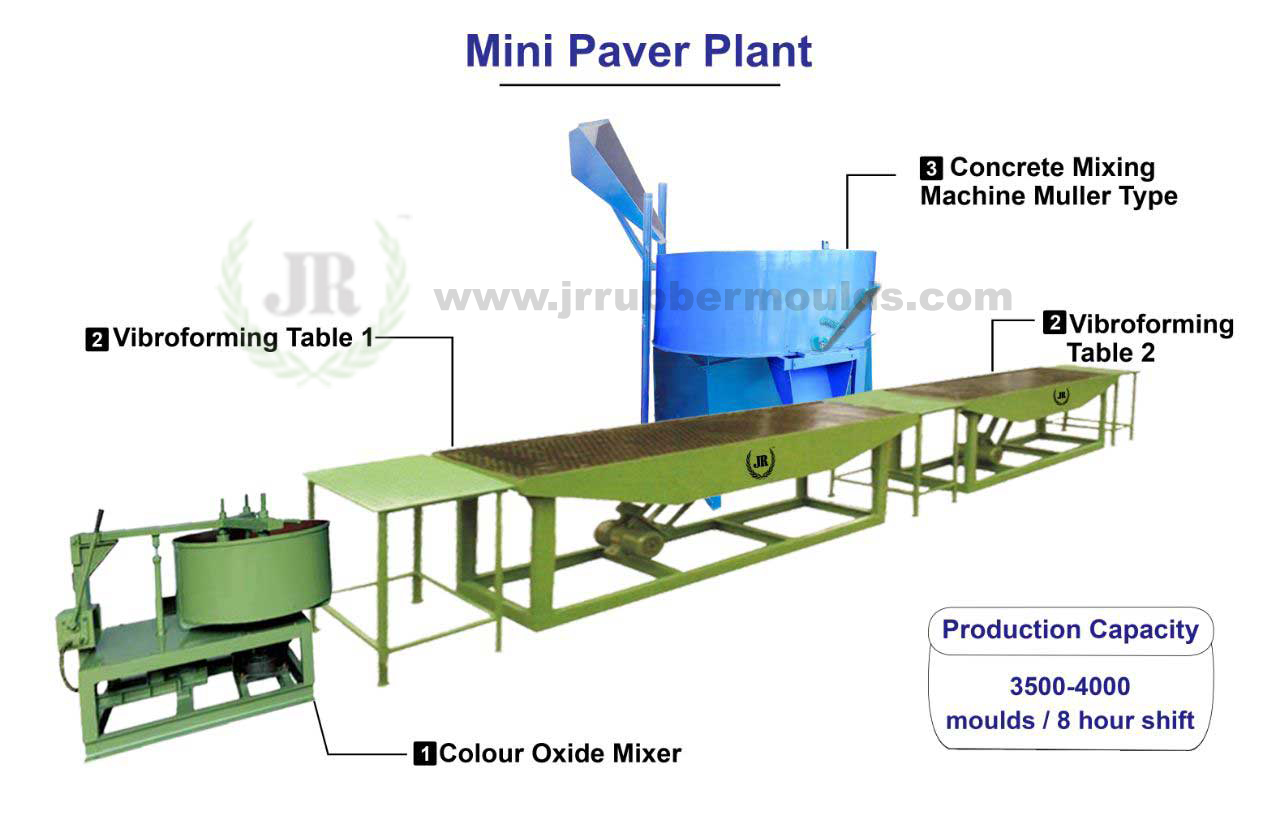 Mini Paver Plant
3 Concrete Mixing
Machine Muller Type
JR
www.jrrubbermoulds.com
2 Vibroforming Table 1
2 Vibroforming
Table 2
JR
JR
Production Capacity
3500-4000
moulds / 8 hour shift
1 Colour Oxide Mixer